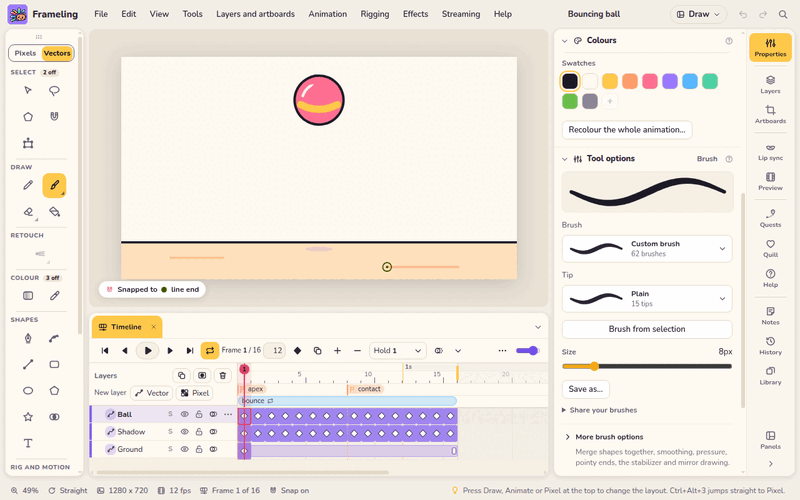 Frameling
File
Edit
View
Tools
Layers and artboards
Animation
Rigging
Effects
Streaming
Help
Bouncing ball
Draw
Pixels
Vectors
SELECT
2 off
DRAW
RETOUCH
COLOUR
3 off
SHAPES
RIG AND MOTION
Snapped to
line end
Timeline
Frame 1 / 16
12
Hold 1
Layers
1
5
10
1s
15
20
New layer
Vector
Pixel
apex
contact
bounce
Ball
S
Shadow
S
Ground
S
Colours
Swatches
Recolour the whole animation...
Tool options
Brush
Brush
Custom brush
62 brushes
Tip
Plain
15 tips
Brush from selection
Size
8px
Save as...
Share your brushes
More brush options
Merge shapes together, smoothing, pressure,
pointy ends, the stabilizer and mirror drawing.
Properties
Layers
Artboards
Lip sync
Preview
Quests
Quill
Help
Notes
History
Library
Panels
49%
Straight
1280 x 720
12 fps
Frame 1 of 16
Snap on
Press Draw, Animate or Pixel at the top to change the layout. Ctrl+Alt+3 jumps straight to Pixel.